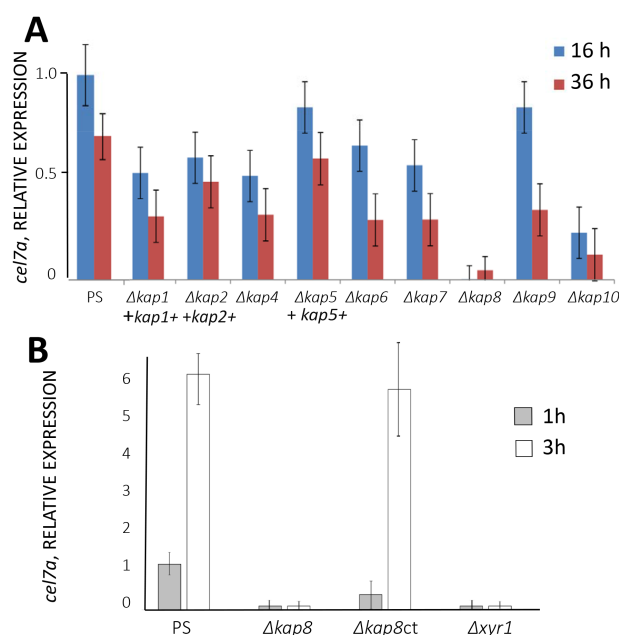 A
cel7a, RELATIVE EXPRESSION
16 h
36 h
1.0
0.5
0
PS Δkap1 Δkap2 Δkap4 Δkap5 Δkap6 Δkap7 Δkap8 Δkap9 Δkap10
+kap1+ +kap2+ + kap5+
B
cel7a, RELATIVE EXPRESSION
1h
3h
6
5
4
3
2
1
0
PS Δkap8 Δkap8ct Δxyr1